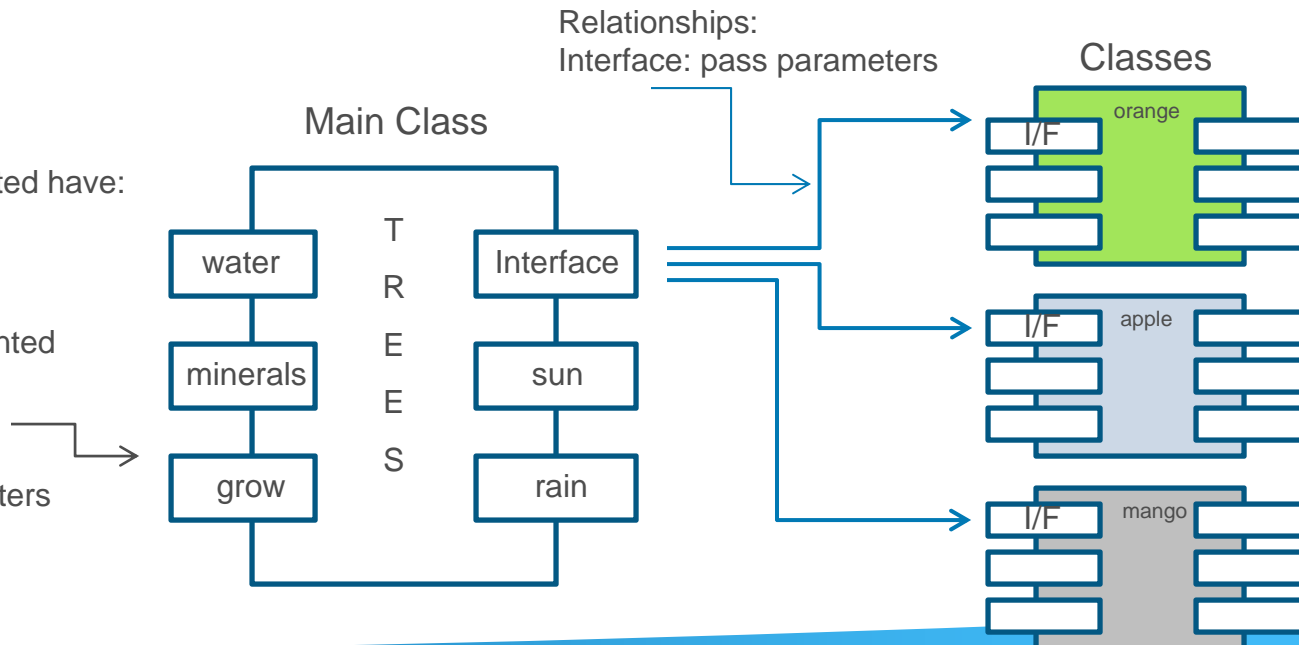 Relationships:
Interface: pass parameters
Classes
Main Class
ted have:
nted
ters
T
R
E
E
S
water
minerals
grow
Interface
sun
rain
orange
I/F
apple
I/F
mango
I/F